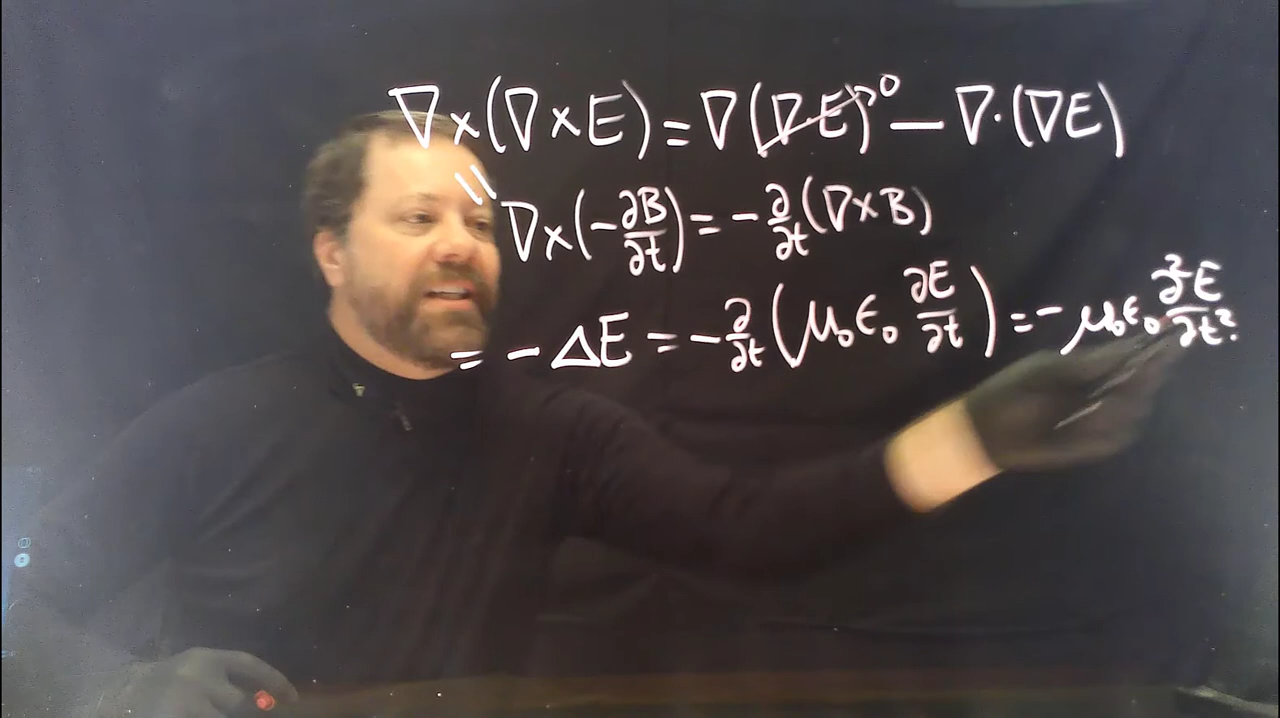 ∇×(∇×E) = ∇(∇·E)⁰ − ∇·(∇E)
∥ ∇×(−∂B/∂t) = −∂/∂t(∇×B)
= −ΔE = −∂/∂t(μ₀ϵ₀ ∂E/∂t) = −μ₀ϵ₀ ∂²E/∂t².